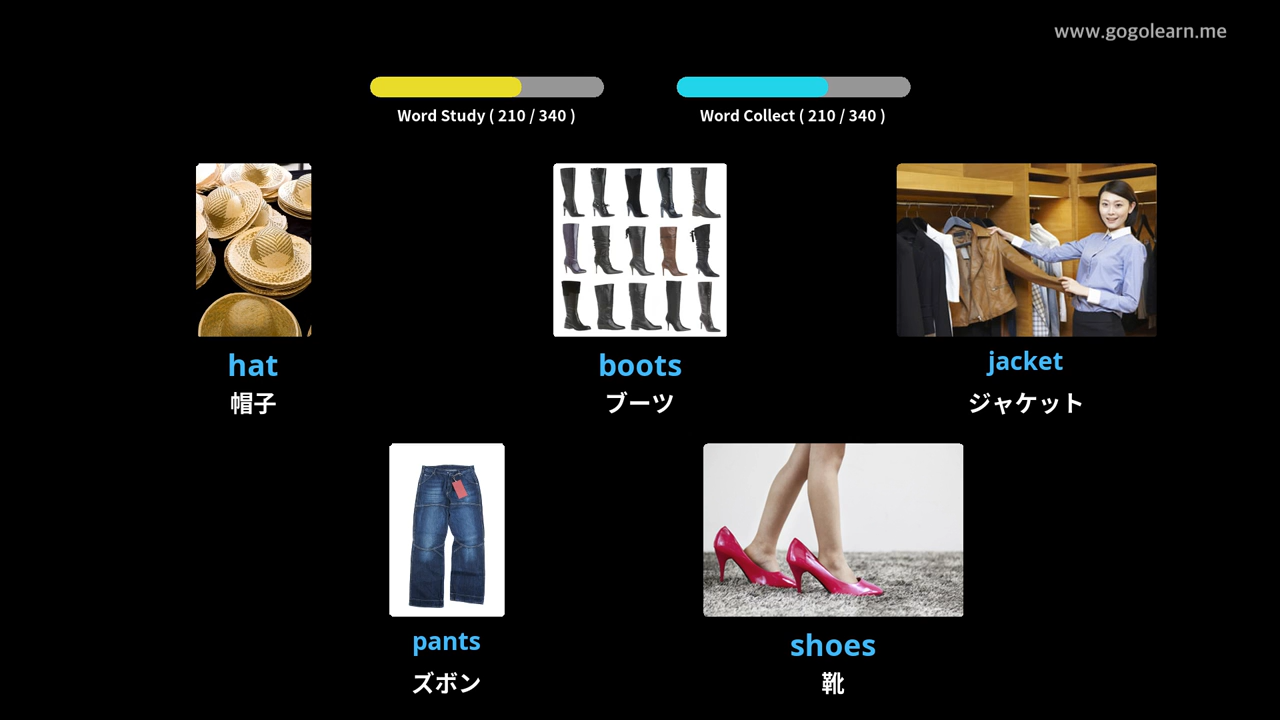 www.gogolearn.me
Word Study ( 210 / 340 )
Word Collect ( 210 / 340 )
hat
帽子
boots
ブーツ
jacket
ジャケット
pants
ズボン
shoes
靴